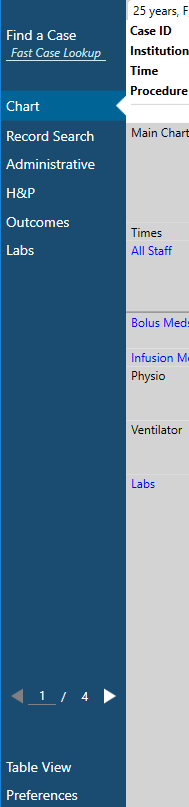 Find a Case
Fast Case Lookup
Chart
Record Search
Administrative
H&P
Outcomes
Labs
1 / 4
Table View
Preferences
25 years, F
Case ID
Institution
Time
Procedure
Main Chart
Times
All Staff
Bolus Meds
Infusion Me
Physio
Ventilator
Labs